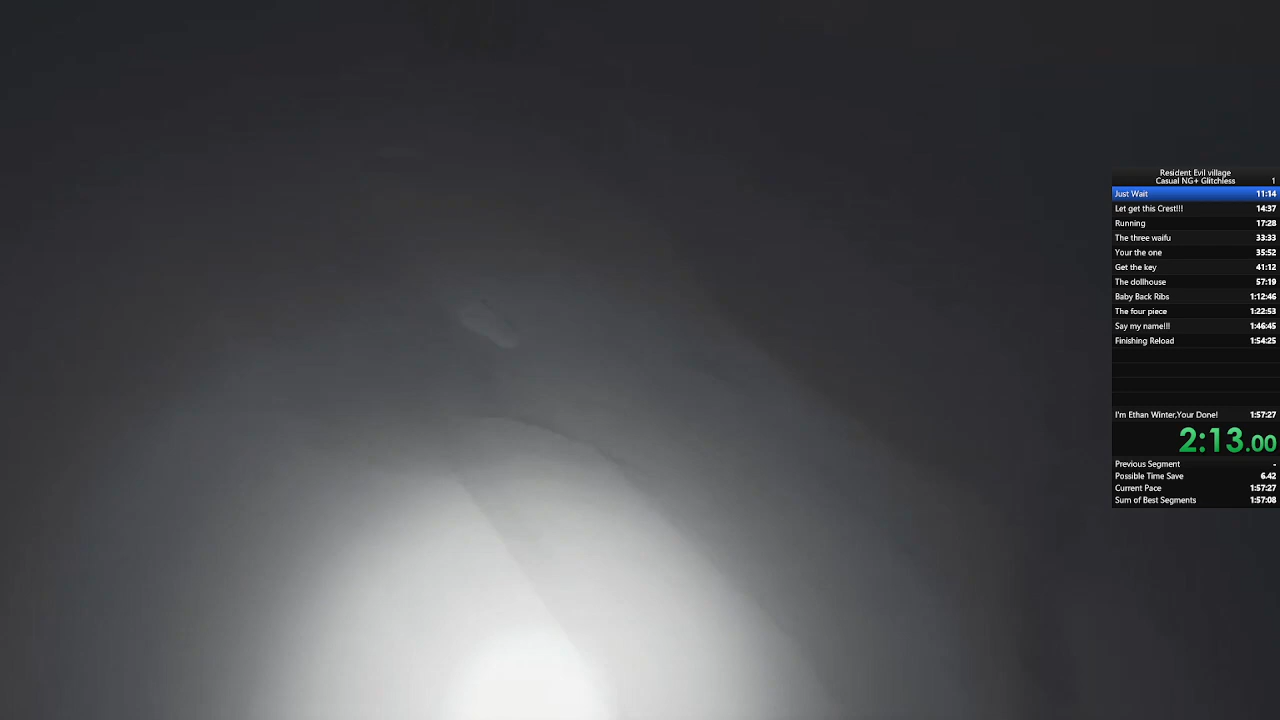 Resident Evil village
Casual NG+ Glitchless 1
Just Wait 11:14
Let get this Crest!!! 14:37
Running 17:28
The three waifu 33:33
Your the one 35:52
Get the key 41:12
The dollhouse 57:19
Baby Back Ribs 1:12:46
The four piece 1:22:53
Say my name!!! 1:46:45
Finishing Reload 1:54:25
I'm Ethan Winter,Your Done! 1:57:27
2:13.00
Previous Segment -
Possible Time Save 6.42
Current Pace 1:57:27
Sum of Best Segments 1:57:08